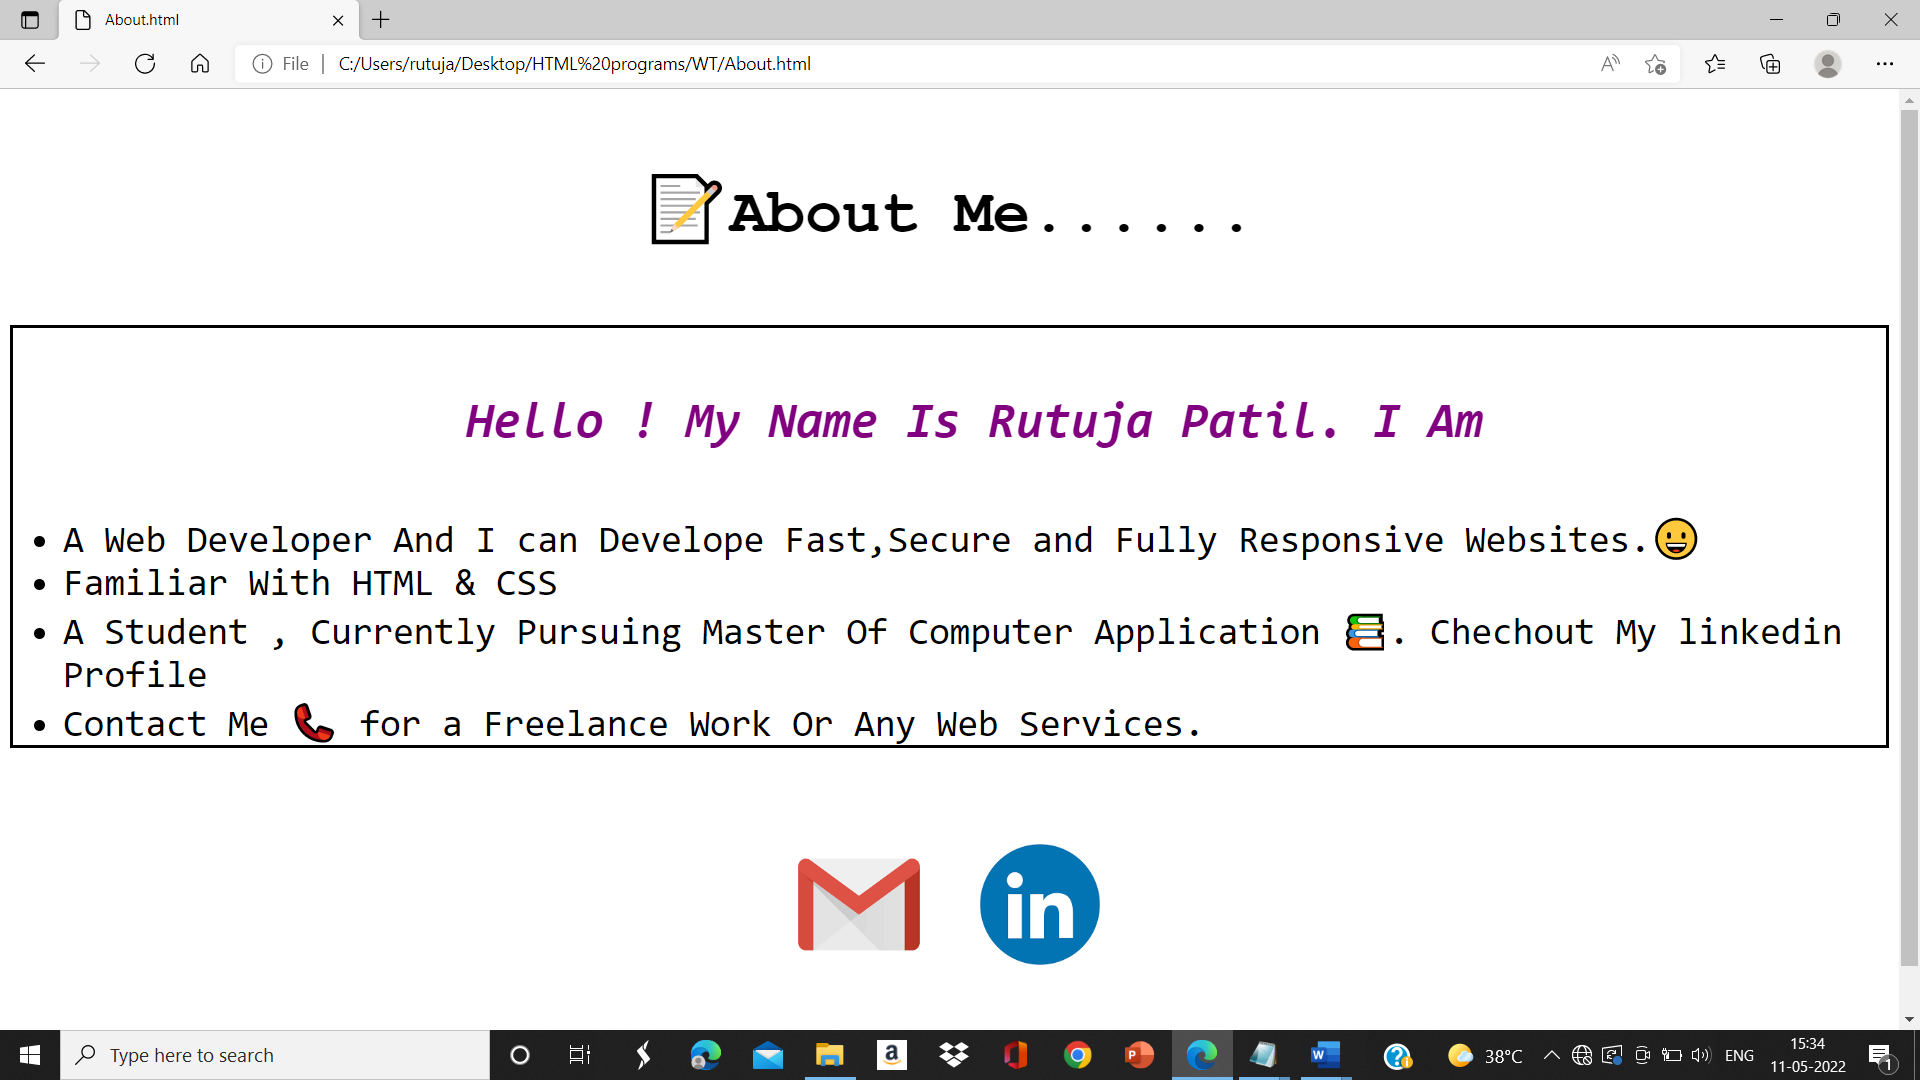 About.html
File
C:/Users/rutuja/Desktop/HTML%20programs/WT/About.html
📝About Me......
Hello ! My Name Is Rutuja Patil. I Am
• A Web Developer And I can Develope Fast,Secure and Fully Responsive Websites.😀
• Familiar With HTML & CSS
• A Student , Currently Pursuing Master Of Computer Application 📚. Chechout My linkedin
Profile
• Contact Me 📞 for a Freelance Work Or Any Web Services.
in
Type here to search
38°C
ENG
15:34
11-05-2022
1